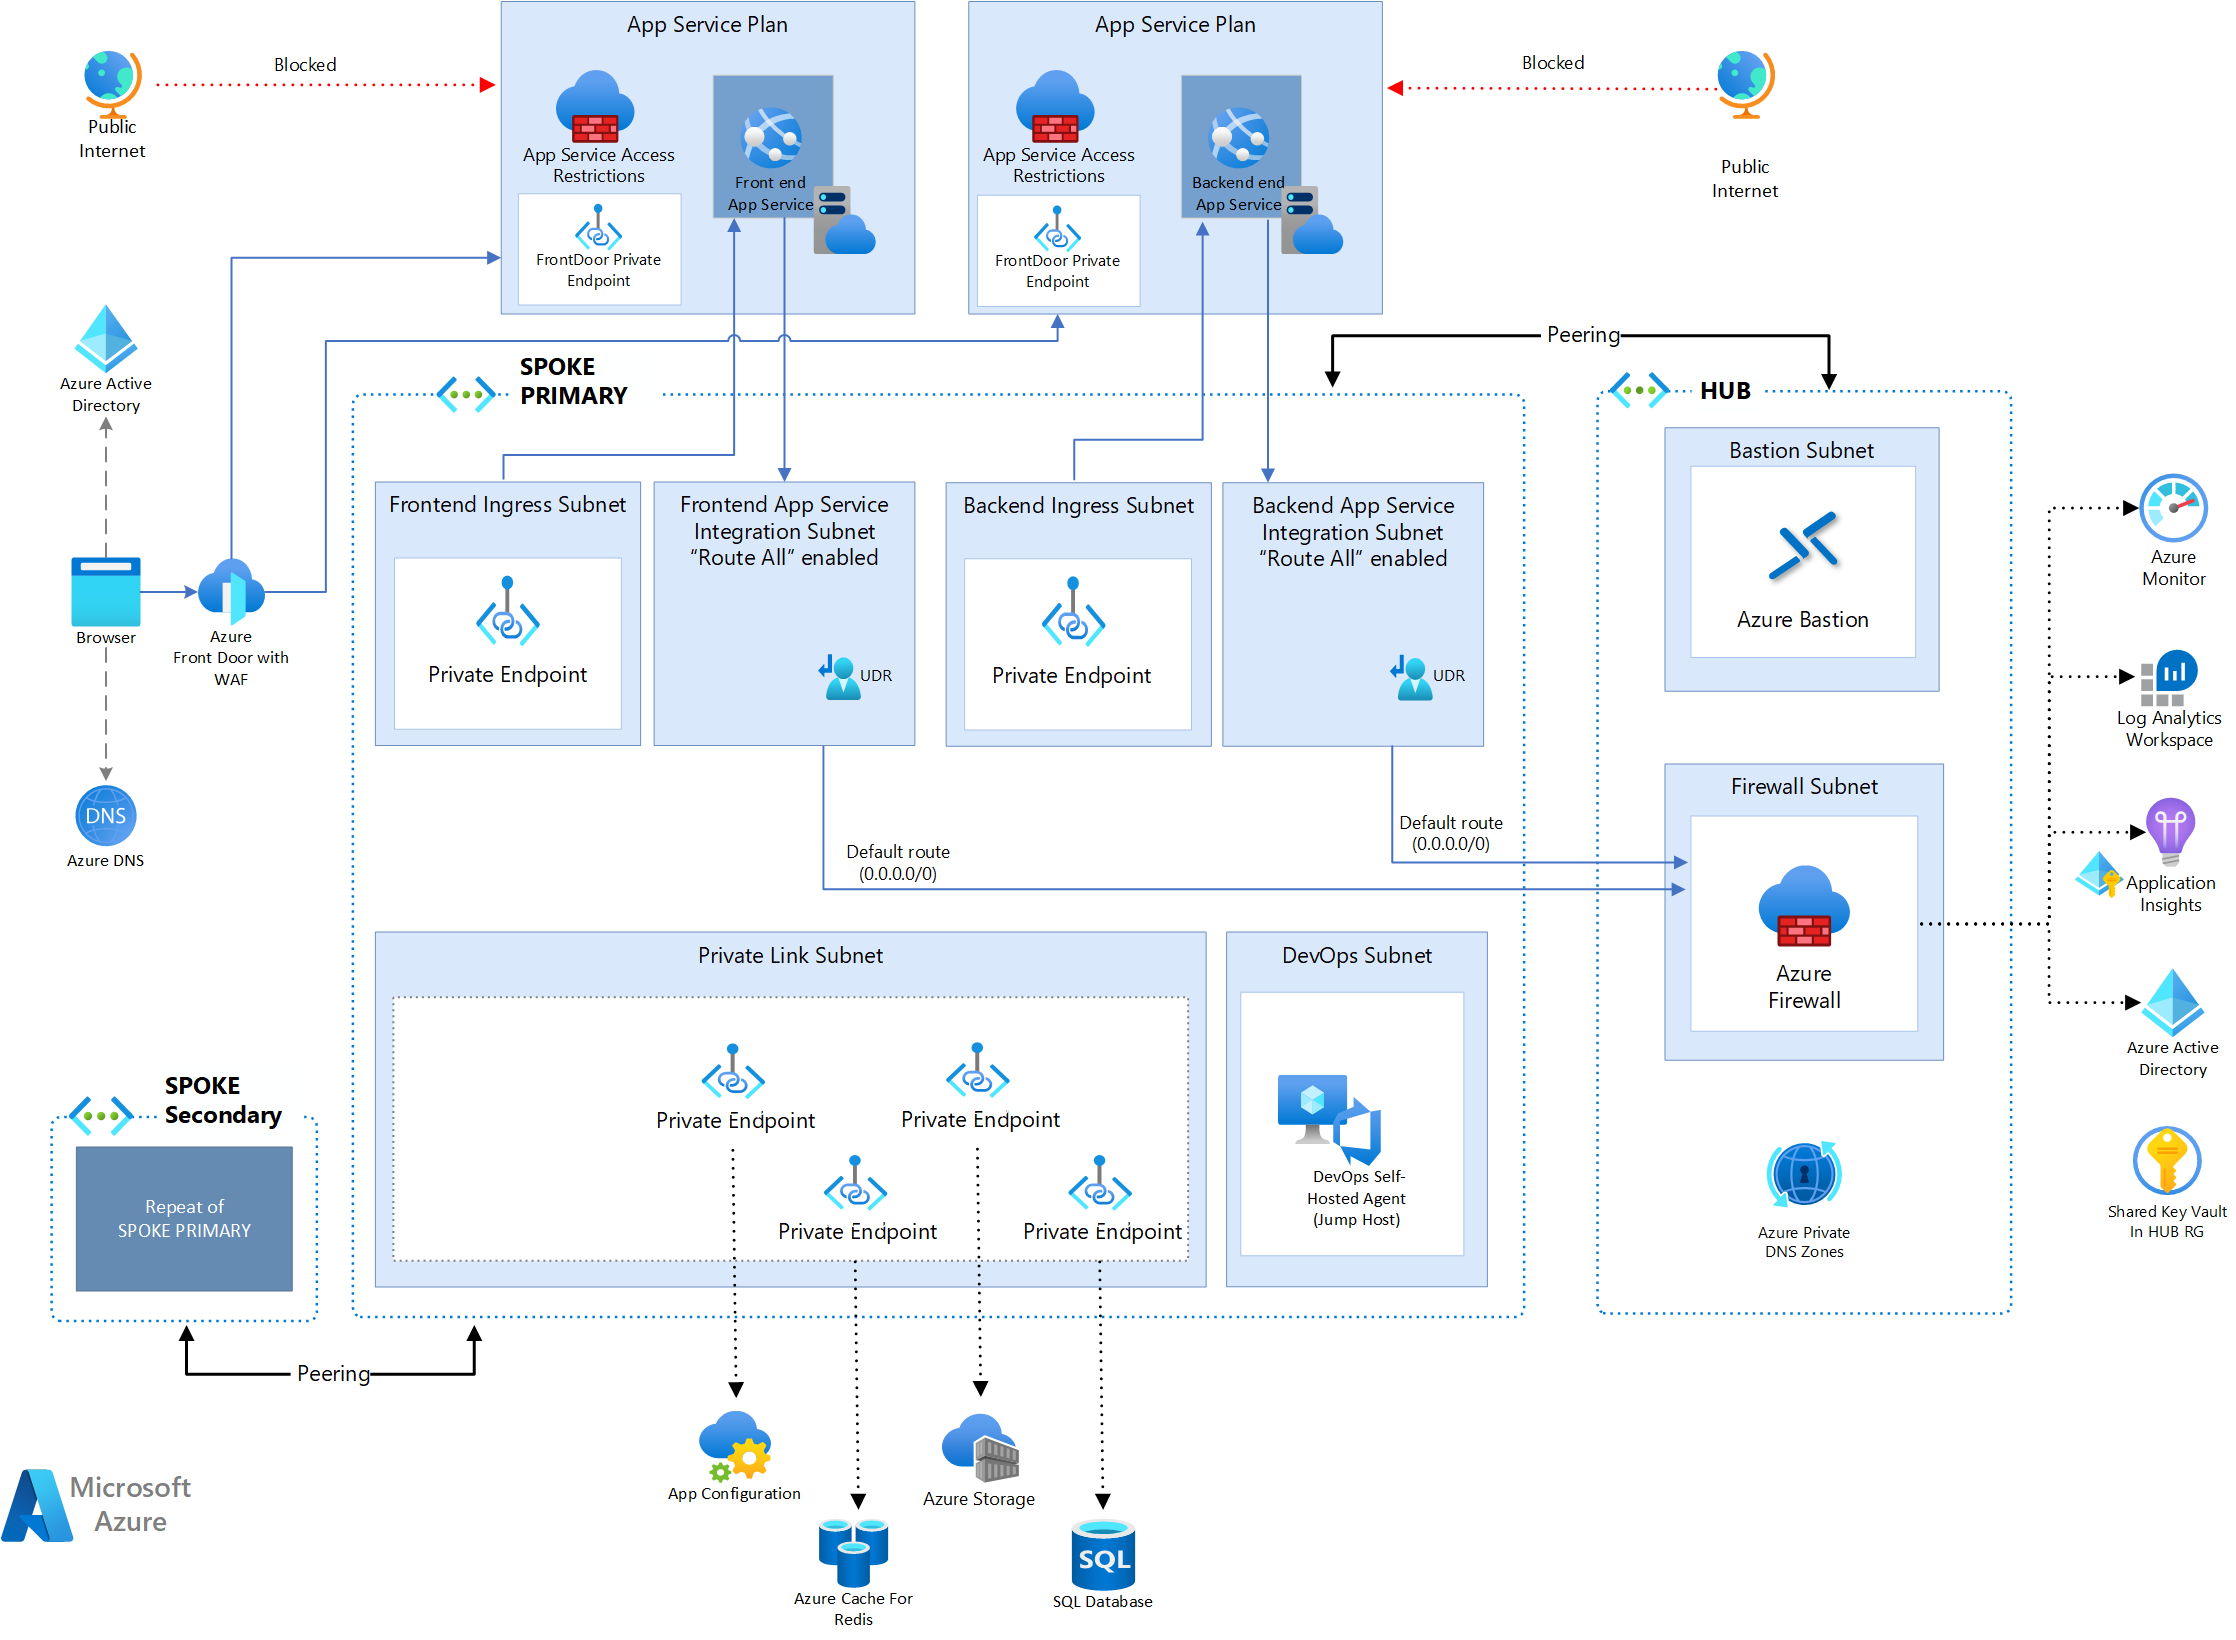 App Service Plan
App Service Plan
Blocked
Blocked
Public
Internet
App Service Access
Restrictions
Front end
App Service
FrontDoor Private
Endpoint
App Service Access
Restrictions
Backend end
App Service
FrontDoor Private
Endpoint
Public
Internet
Azure Active
Directory
Peering
SPOKE
PRIMARY
HUB
Bastion Subnet
Azure Bastion
Frontend Ingress Subnet
Private Endpoint
Frontend App Service
Integration Subnet
“Route All” enabled
UDR
Backend Ingress Subnet
Private Endpoint
Backend App Service
Integration Subnet
“Route All” enabled
UDR
Azure
Monitor
Browser
Azure
Front Door with
WAF
Log Analytics
Workspace
DNS
Azure DNS
Firewall Subnet
Azure
Firewall
Default route
(0.0.0.0/0)
Default route
(0.0.0.0/0)
Application
Insights
Private Link Subnet
Private Endpoint
Private Endpoint
Private Endpoint
Private Endpoint
DevOps Subnet
DevOps Self-
Hosted Agent
(Jump Host)
Azure Active
Directory
SPOKE
Secondary
Repeat of
SPOKE PRIMARY
Azure Private
DNS Zones
Shared Key Vault
In HUB RG
Peering
App Configuration
Azure Storage
Microsoft
Azure
SQL
Azure Cache For
Redis
SQL Database